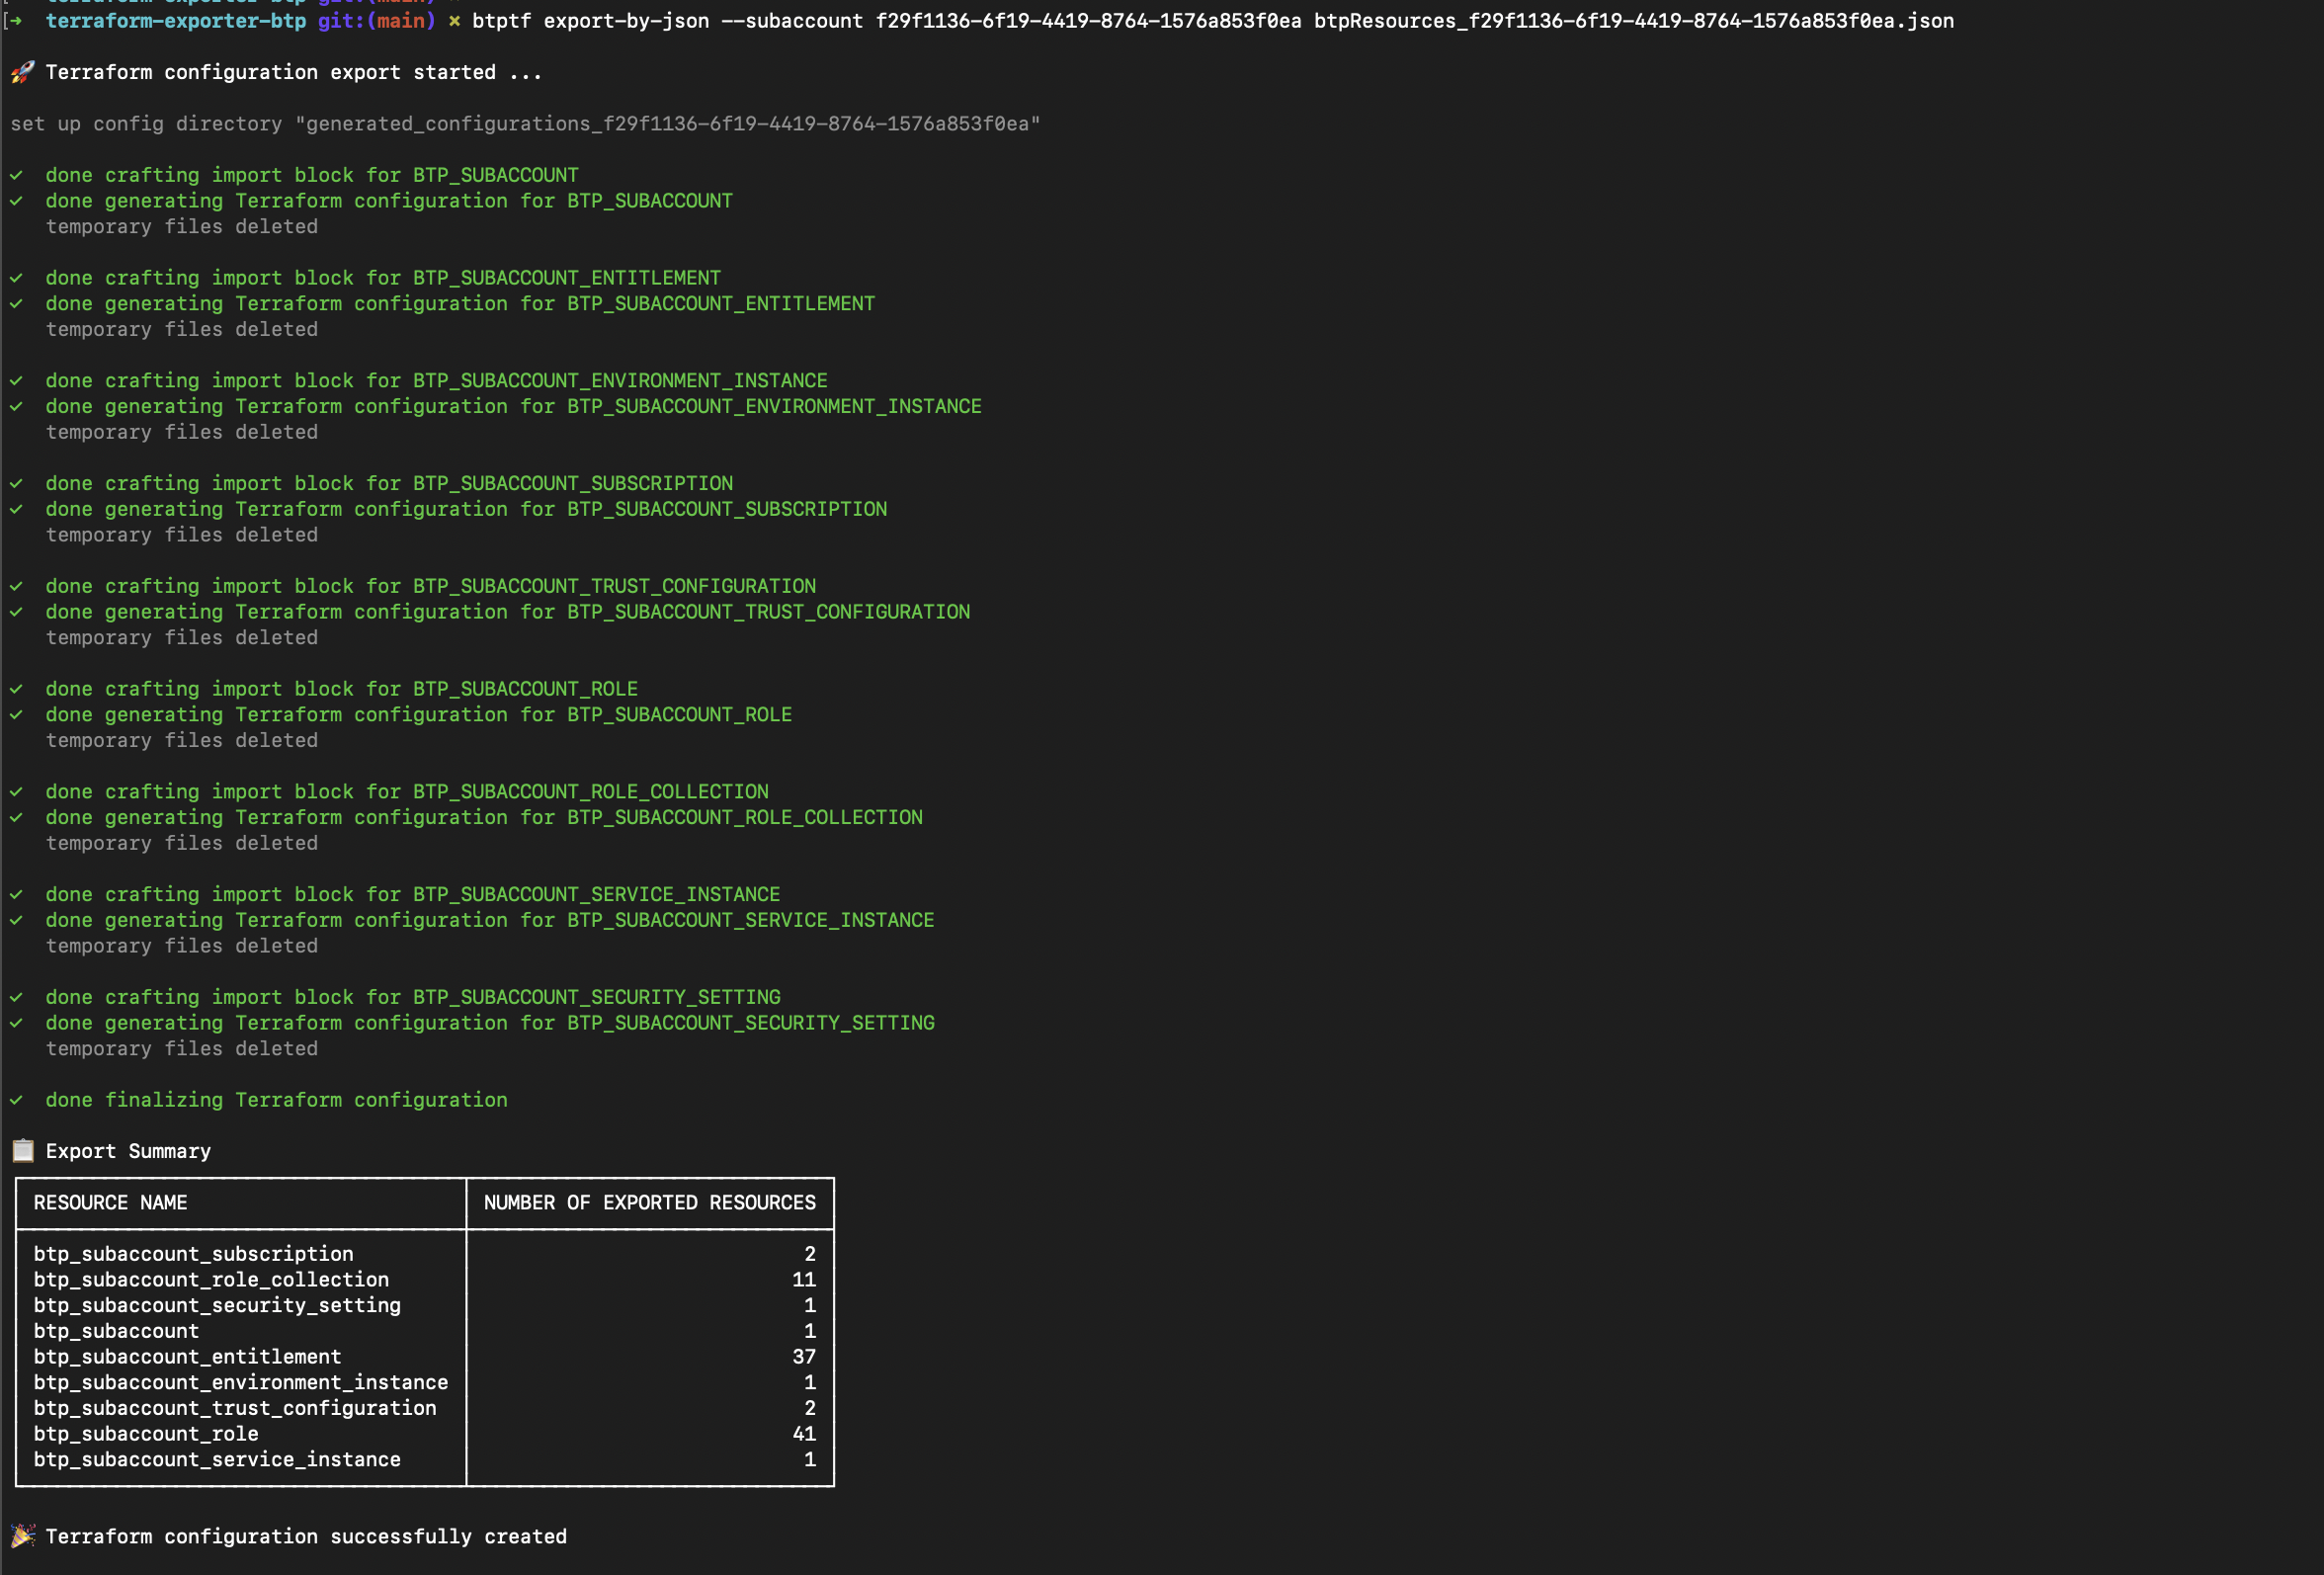 ➜  terraform-exporter-btp git:(main) ✗ btptf export-by-json --subaccount f29f1136-6f19-4419-8764-1576a853f0ea btpResources_f29f1136-6f19-4419-8764-1576a853f0ea.json
🚀 Terraform configuration export started ...
set up config directory "generated_configurations_f29f1136-6f19-4419-8764-1576a853f0ea"
✓  done crafting import block for BTP_SUBACCOUNT
✓  done generating Terraform configuration for BTP_SUBACCOUNT
temporary files deleted
✓  done crafting import block for BTP_SUBACCOUNT_ENTITLEMENT
✓  done generating Terraform configuration for BTP_SUBACCOUNT_ENTITLEMENT
temporary files deleted
✓  done crafting import block for BTP_SUBACCOUNT_ENVIRONMENT_INSTANCE
✓  done generating Terraform configuration for BTP_SUBACCOUNT_ENVIRONMENT_INSTANCE
temporary files deleted
✓  done crafting import block for BTP_SUBACCOUNT_SUBSCRIPTION
✓  done generating Terraform configuration for BTP_SUBACCOUNT_SUBSCRIPTION
temporary files deleted
✓  done crafting import block for BTP_SUBACCOUNT_TRUST_CONFIGURATION
✓  done generating Terraform configuration for BTP_SUBACCOUNT_TRUST_CONFIGURATION
temporary files deleted
✓  done crafting import block for BTP_SUBACCOUNT_ROLE
✓  done generating Terraform configuration for BTP_SUBACCOUNT_ROLE
temporary files deleted
✓  done crafting import block for BTP_SUBACCOUNT_ROLE_COLLECTION
✓  done generating Terraform configuration for BTP_SUBACCOUNT_ROLE_COLLECTION
temporary files deleted
✓  done crafting import block for BTP_SUBACCOUNT_SERVICE_INSTANCE
✓  done generating Terraform configuration for BTP_SUBACCOUNT_SERVICE_INSTANCE
temporary files deleted
✓  done crafting import block for BTP_SUBACCOUNT_SECURITY_SETTING
✓  done generating Terraform configuration for BTP_SUBACCOUNT_SECURITY_SETTING
temporary files deleted
✓  done finalizing Terraform configuration
📋 Export Summary
RESOURCE NAME NUMBER OF EXPORTED RESOURCES
btp_subaccount_subscription 2
btp_subaccount_role_collection 11
btp_subaccount_security_setting 1
btp_subaccount 1
btp_subaccount_entitlement 37
btp_subaccount_environment_instance 1
btp_subaccount_trust_configuration 2
btp_subaccount_role 41
btp_subaccount_service_instance 1
🎉 Terraform configuration successfully created